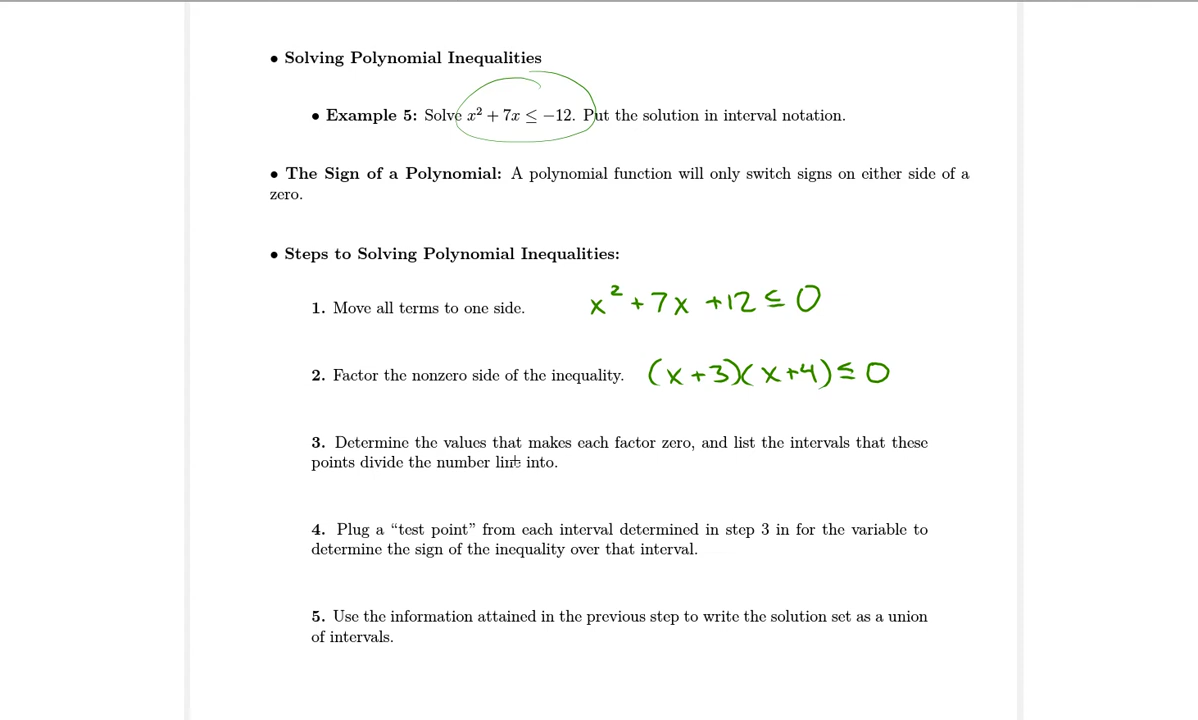 • Solving Polynomial Inequalities
• Example 5: Solve x² + 7x ≤ −12. Put the solution in interval notation.
• The Sign of a Polynomial: A polynomial function will only switch signs on either side of a
zero.
• Steps to Solving Polynomial Inequalities:
1. Move all terms to one side. x² + 7x + 12 ≤ 0
2. Factor the nonzero side of the inequality. (x+3)(x+4) ≤ 0
3. Determine the values that makes each factor zero, and list the intervals that these
points divide the number line into.
4. Plug a “test point” from each interval determined in step 3 in for the variable to
determine the sign of the inequality over that interval.
5. Use the information attained in the previous step to write the solution set as a union
of intervals.